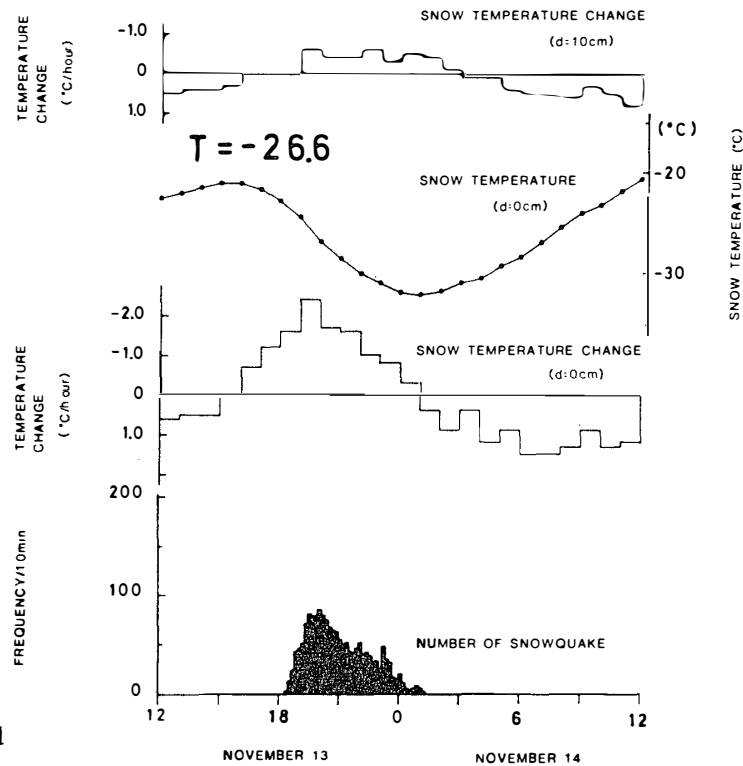 SNOW TEMPERATURE CHANGE
(d=10cm)
TEMPERATURE
CHANGE
(°C/hour)
-1.0
0
1.0
T = -26.6
(°C)
SNOW TEMPERATURE
(d=0cm)
-20
-30
SNOW TEMPERATURE (°C)
TEMPERATURE
CHANGE
(°C/hour)
-2.0
-1.0
0
1.0
SNOW TEMPERATURE CHANGE
(d=0cm)
FREQUENCY/10min
200
100
0
NUMBER OF SNOWQUAKE
12 18 0 6 12
NOVEMBER 13 NOVEMBER 14